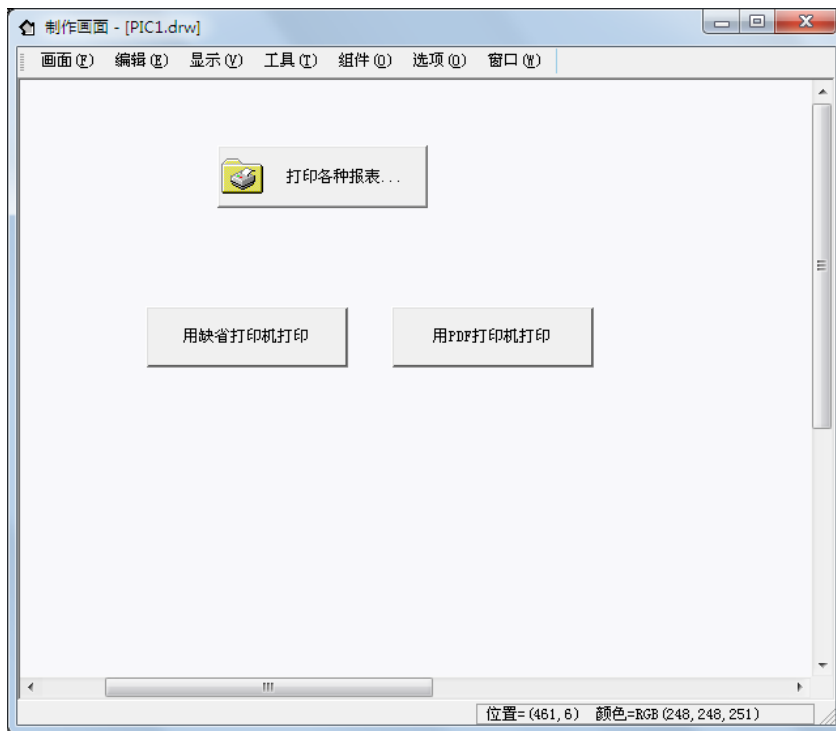 制作画面 - [PIC1.drw]
画面(F) 编辑(E) 显示(V) 工具(T) 组件(O) 选项(O) 窗口(W)
打印各种报表...
用缺省打印机打印 用PDF打印机打印
位置=(461,6) 颜色=RGB(248,248,251)